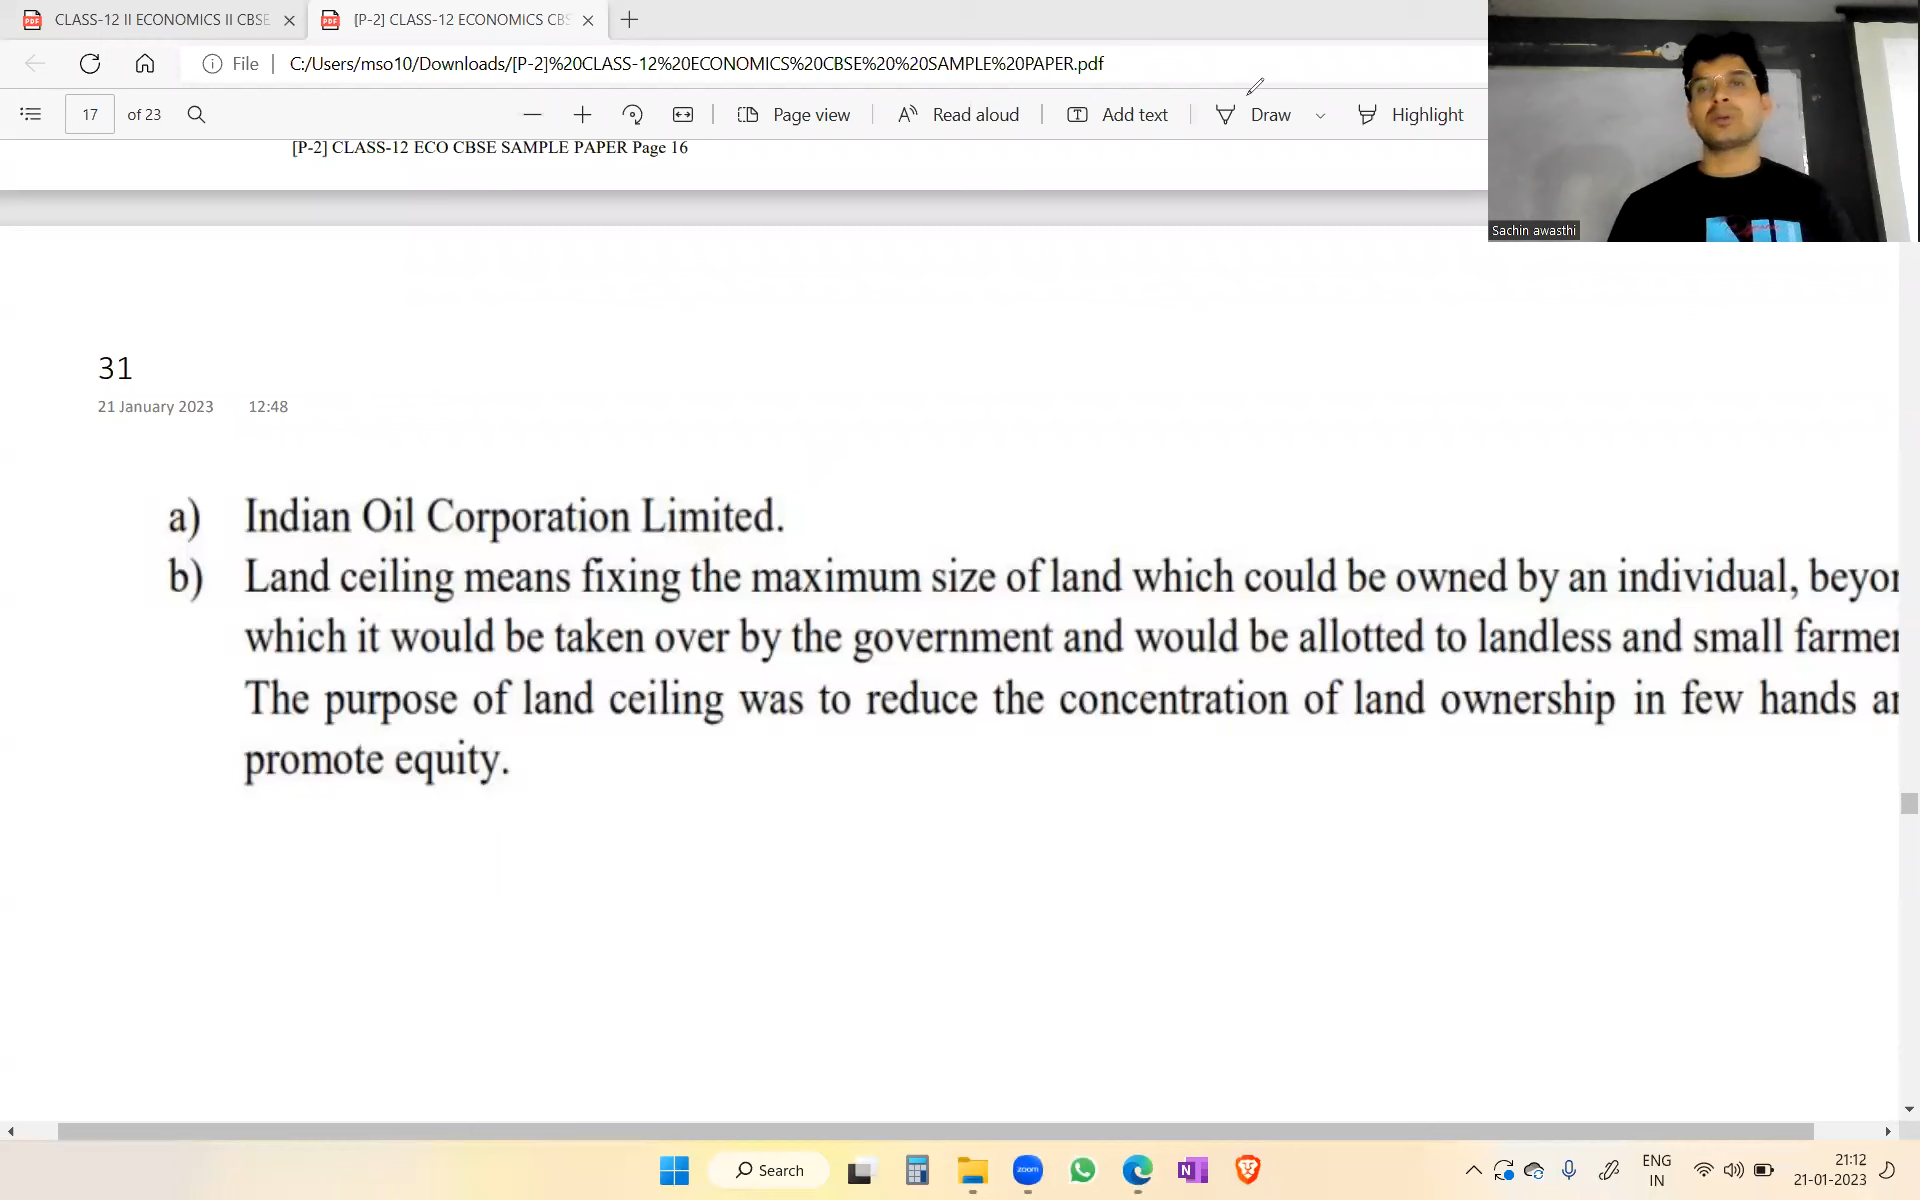 CLASS-12 II ECONOMICS II CBSE
[P-2] CLASS-12 ECONOMICS CBS
File
C:/Users/mso10/Downloads/[P-2]%20CLASS-12%20ECONOMICS%20CBSE%20%20SAMPLE%20PAPER.pdf
17 of 23
Page view
Read aloud
Add text
Draw
Highlight
[P-2] CLASS-12 ECO CBSE SAMPLE PAPER Page 16
Sachin awasthi
31
21 January 2023 12:48
a) Indian Oil Corporation Limited.
b) Land ceiling means fixing the maximum size of land which could be owned by an individual, beyon
which it would be taken over by the government and would be allotted to landless and small farmer
The purpose of land ceiling was to reduce the concentration of land ownership in few hands an
promote equity.
Search
zoom
ENG
IN
21:12
21-01-2023